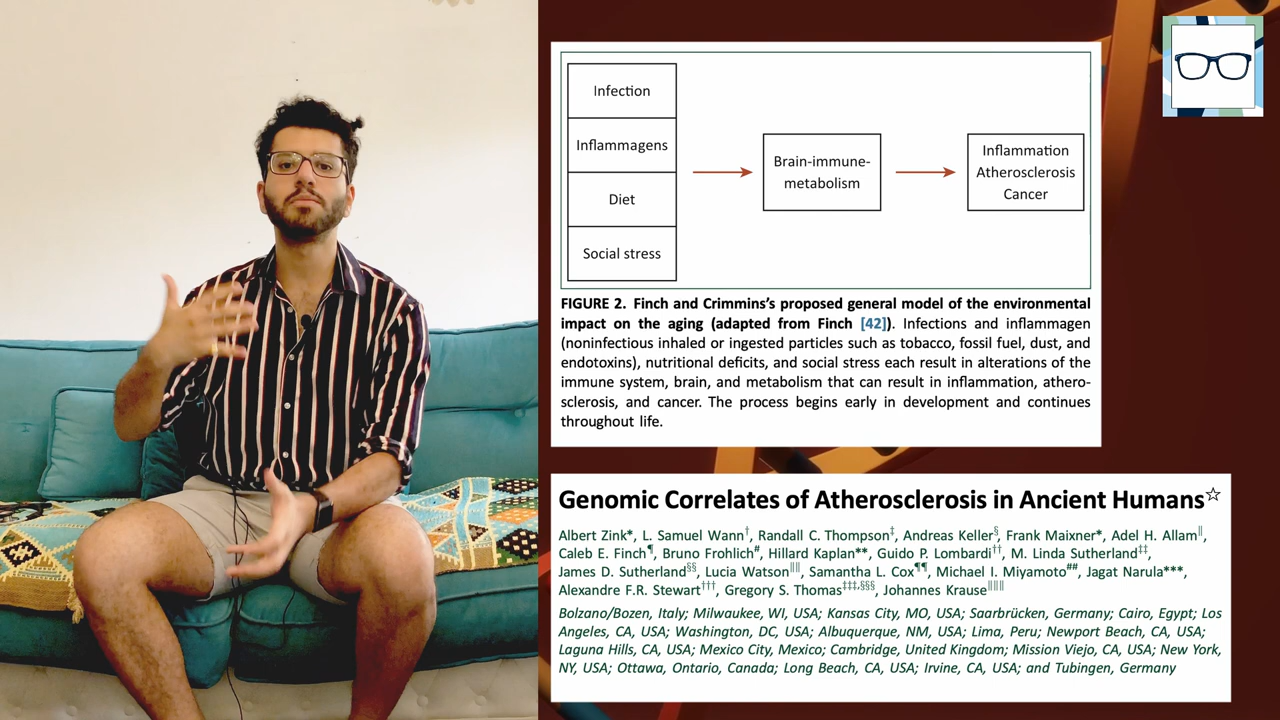 Infection
Inflammagens
Diet
Social stress
Brain-immune-
metabolism
Inflammation
Atherosclerosis
Cancer
FIGURE 2. Finch and Crimmins's proposed general model of the environmental
impact on the aging (adapted from Finch [42]). Infections and inflammagen
(noninfectious inhaled or ingested particles such as tobacco, fossil fuel, dust, and
endotoxins), nutritional deficits, and social stress each result in alterations of the
immune system, brain, and metabolism that can result in inflammation, athero-
sclerosis, and cancer. The process begins early in development and continues
throughout life.
Genomic Correlates of Atherosclerosis in Ancient Humans☆
Albert Zink*, L. Samuel Wann†, Randall C. Thompson‡, Andreas Keller§, Frank Maixner*, Adel H. Allam||,
Caleb E. Finch¶, Bruno Frohlich#, Hillard Kaplan**, Guido P. Lombardi††, M. Linda Sutherland‡‡,
James D. Sutherland§§, Lucia Watson||||, Samantha L. Cox¶¶, Michael I. Miyamoto##, Jagat Narula***,
Alexandre F.R. Stewart†††, Gregory S. Thomas‡‡‡,§§§, Johannes Krause||||||
Bolzano/Bozen, Italy; Milwaukee, WI, USA; Kansas City, MO, USA; Saarbrücken, Germany; Cairo, Egypt; Los
Angeles, CA, USA; Washington, DC, USA; Albuquerque, NM, USA; Lima, Peru; Newport Beach, CA, USA;
Laguna Hills, CA, USA; Mexico City, Mexico; Cambridge, United Kingdom; Mission Viejo, CA, USA; New York,
NY, USA; Ottawa, Ontario, Canada; Long Beach, CA, USA; Irvine, CA, USA; and Tubingen, Germany